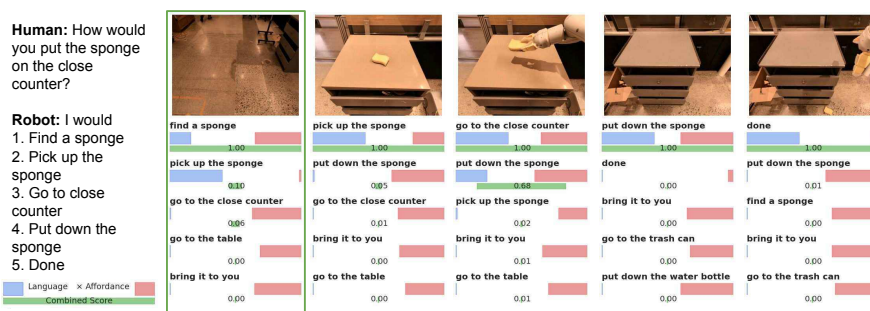 Human: How would
you put the sponge
on the close
counter?
Robot: I would
1. Find a sponge
2. Pick up the
sponge
3. Go to close
counter
4. Put down the
sponge
5. Done
Language × Affordance
Combined Score
find a sponge
1.00
pick up the sponge
0.10
go to the close counter
0.06
go to the table
0.00
bring it to you
0.00
pick up the sponge
1.00
put down the sponge
0.05
go to the close counter
0.01
bring it to you
0.00
go to the table
0.00
go to the close counter
1.00
put down the sponge
0.68
pick up the sponge
0.02
bring it to you
0.01
go to the table
0.01
put down the sponge
1.00
done
0.00
bring it to you
0.00
go to the trash can
0.00
put down the water bottle
0.00
done
1.00
put down the sponge
0.01
find a sponge
0.00
bring it to you
0.00
go to the trash can
0.00